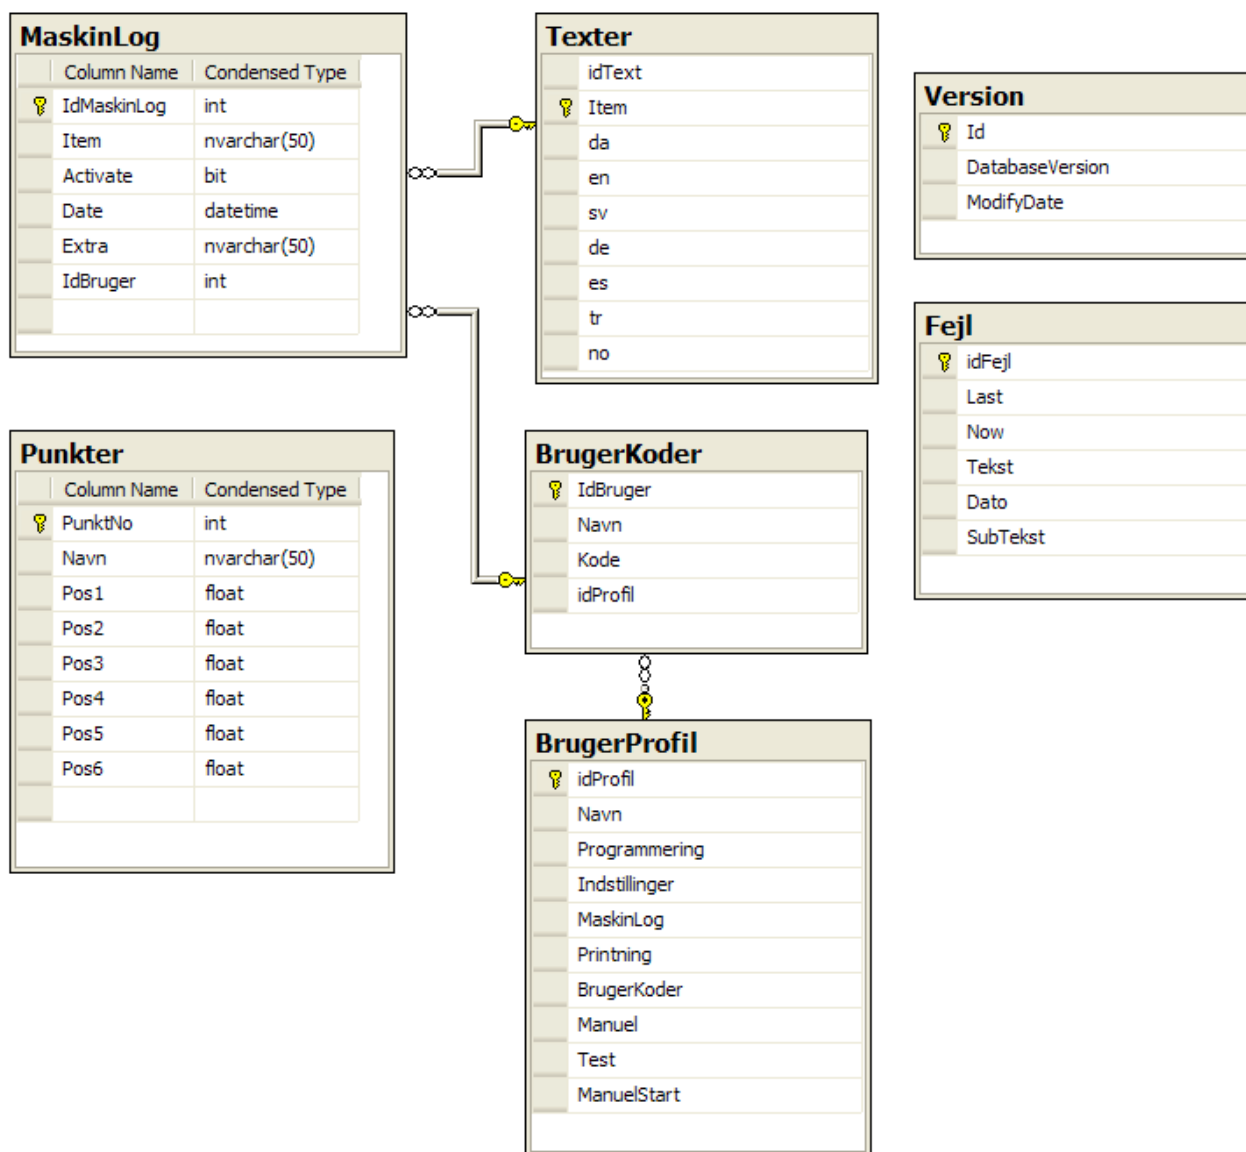 MaskinLog
Column Name Condensed Type
IdMaskinLog int
Item nvarchar(50)
Activate bit
Date datetime
Extra nvarchar(50)
IdBruger int
Texter
idText
Item
da
en
sv
de
es
tr
no
Version
Id
DatabaseVersion
ModifyDate
Fejl
idFejl
Last
Now
Tekst
Dato
SubTekst
Punkter
Column Name Condensed Type
PunktNo int
Navn nvarchar(50)
Pos1 float
Pos2 float
Pos3 float
Pos4 float
Pos5 float
Pos6 float
BrugerKoder
IdBruger
Navn
Kode
idProfil
BrugerProfil
idProfil
Navn
Programmering
Indstillinger
MaskinLog
Printning
BrugerKoder
Manuel
Test
ManuelStart